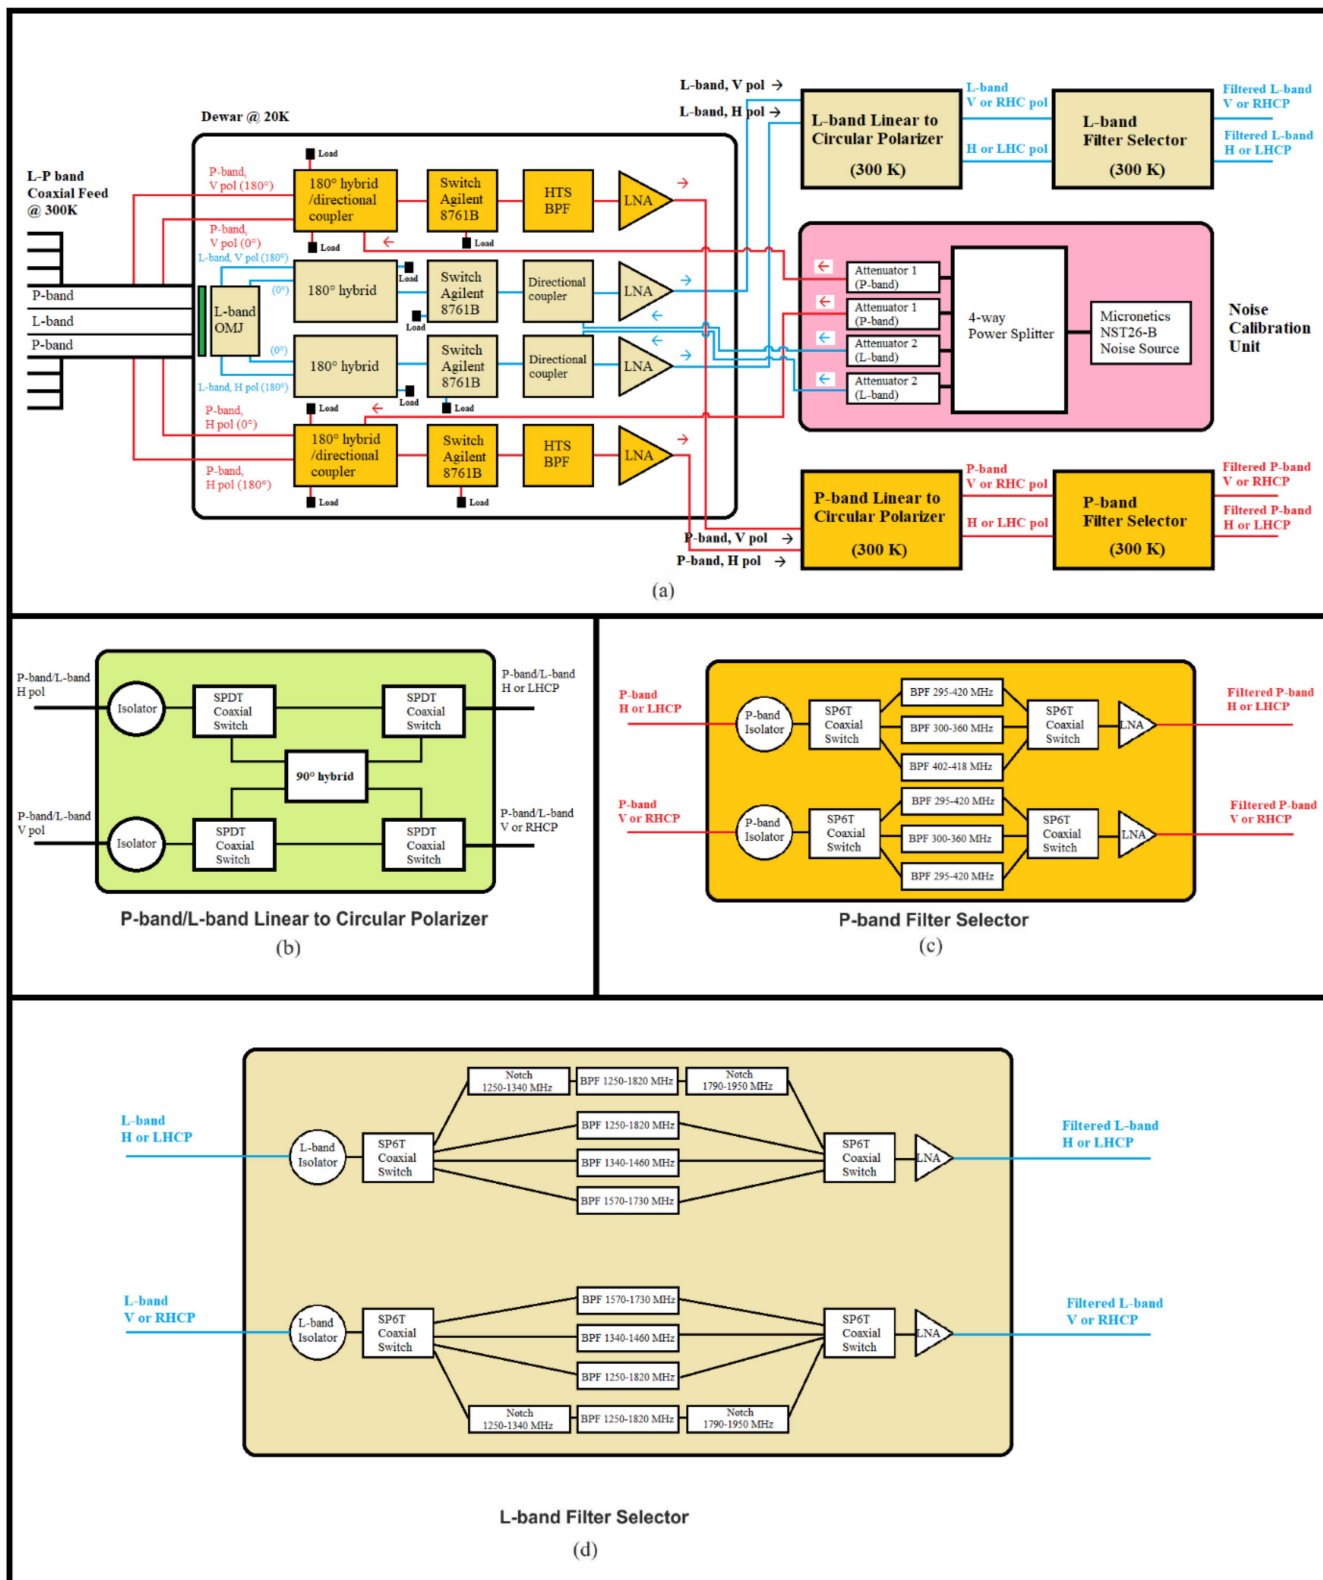 L-band, V pol →
L-band, H pol →
Dewar @ 20K
L-P band
Coaxial Feed
@ 300K
P-band
L-band
P-band
P-band,
V pol (180°)
P-band,
V pol (0°)
L-band, V pol (180°)
(0°)
L-band
OMJ
(0°)
L-band, H pol (180°)
P-band,
H pol (0°)
P-band,
H pol (180°)
Load
180° hybrid
/directional
coupler
Load
Switch
Agilent
8761B
Load
HTS
BPF
LNA
→
←
180° hybrid
Load
Switch
Agilent
8761B
Load
Directional
coupler
LNA
→
←
180° hybrid
Load
Switch
Agilent
8761B
Load
Directional
coupler
LNA
←
→
Load
←
180° hybrid
/directional
coupler
Load
Switch
Agilent
8761B
Load
HTS
BPF
LNA
→
L-band Linear to
Circular Polarizer
(300 K)
L-band
V or RHC pol
H or LHC pol
L-band
Filter Selector
(300 K)
Filtered L-band
V or RHCP
Filtered L-band
H or LHCP
←
Attenuator 1
(P-band)
←
Attenuator 1
(P-band)
←
Attenuator 2
(L-band)
←
Attenuator 2
(L-band)
4-way
Power Splitter
Micronetics
NST26-B
Noise Source
Noise
Calibration
Unit
P-band, V pol →
P-band, H pol →
P-band Linear to
Circular Polarizer
(300 K)
P-band
V or RHC pol
H or LHC pol
P-band
Filter Selector
(300 K)
Filtered P-band
V or RHCP
Filtered P-band
H or LHCP
(a)
P-band/L-band
H pol
Isolator
SPDT
Coaxial
Switch
SPDT
Coaxial
Switch
P-band/L-band
H or LHCP
90° hybrid
P-band/L-band
V pol
Isolator
SPDT
Coaxial
Switch
SPDT
Coaxial
Switch
P-band/L-band
V or RHCP
P-band/L-band Linear to Circular Polarizer
(b)
P-band
H or LHCP
P-band
Isolator
SP6T
Coaxial
Switch
BPF 295-420 MHz
BPF 300-360 MHz
BPF 402-418 MHz
SP6T
Coaxial
Switch
LNA
Filtered P-band
H or LHCP
P-band
V or RHCP
P-band
Isolator
SP6T
Coaxial
Switch
BPF 295-420 MHz
BPF 300-360 MHz
BPF 295-420 MHz
SP6T
Coaxial
Switch
LNA
Filtered P-band
V or RHCP
P-band Filter Selector
(c)
L-band
H or LHCP
L-band
Isolator
SP6T
Coaxial
Switch
Notch
1250-1340 MHz
BPF 1250-1820 MHz
Notch
1790-1950 MHz
BPF 1250-1820 MHz
BPF 1340-1460 MHz
BPF 1570-1730 MHz
SP6T
Coaxial
Switch
LNA
Filtered L-band
H or LHCP
L-band
V or RHCP
L-band
Isolator
SP6T
Coaxial
Switch
BPF 1570-1730 MHz
BPF 1340-1460 MHz
BPF 1250-1820 MHz
Notch
1250-1340 MHz
BPF 1250-1820 MHz
Notch
1790-1950 MHz
SP6T
Coaxial
Switch
LNA
Filtered L-band
V or RHCP
L-band Filter Selector
(d)